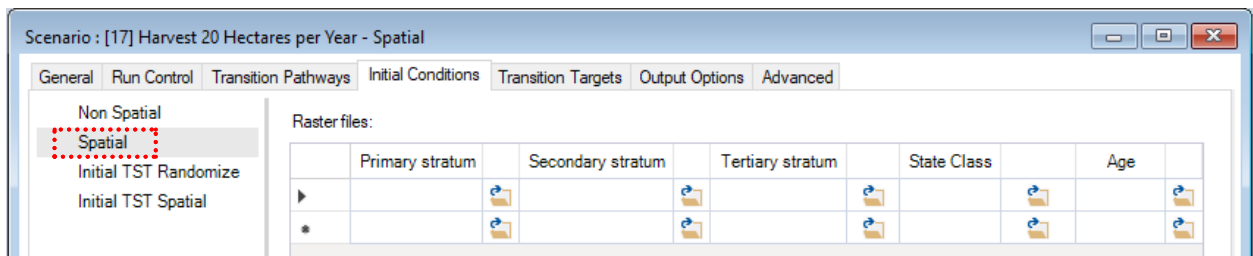 Scenario : [17] Harvest 20 Hectares per Year - Spatial
General Run Control Transition Pathways Initial Conditions Transition Targets Output Options Advanced
Non Spatial
Spatial
Initial TST Randomize
Initial TST Spatial
Raster files:
Primary stratum Secondary stratum Tertiary stratum State Class Age